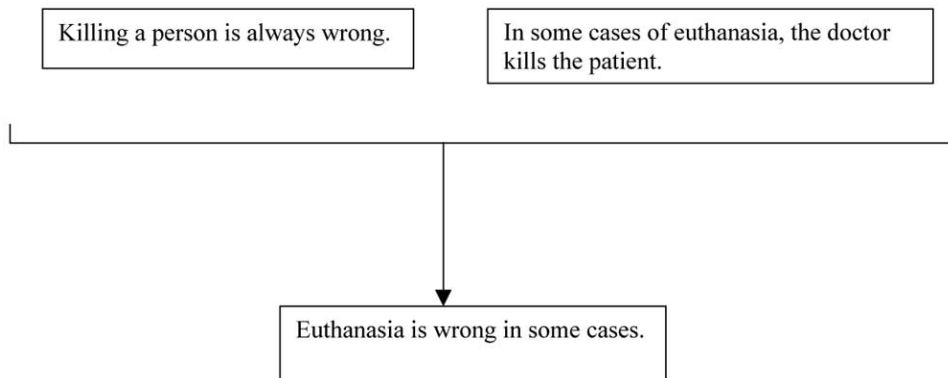 Killing a person is always wrong.
In some cases of euthanasia, the doctor
kills the patient.
Euthanasia is wrong in some cases.